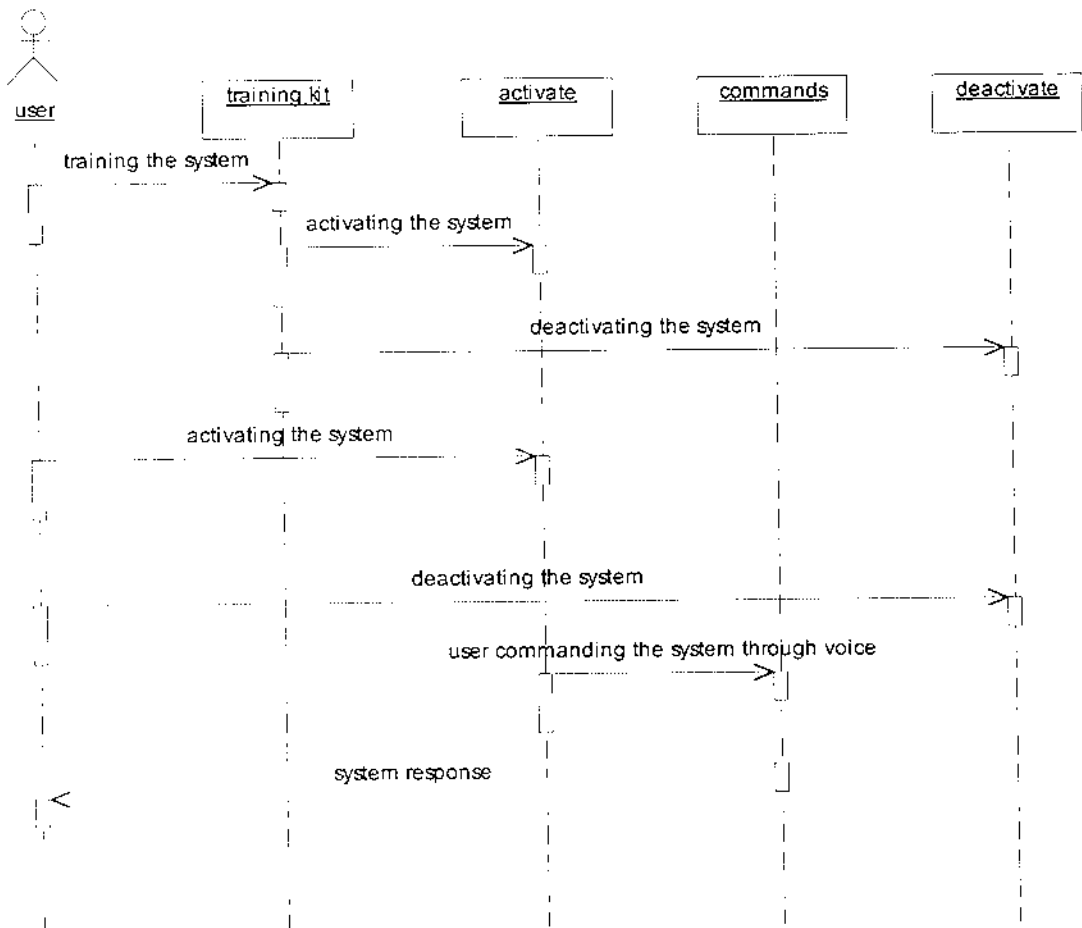 user
training kit
activate
commands
deactivate
training the system
activating the system
deactivating the system
activating the system
deactivating the system
user commanding the system through voice
system response